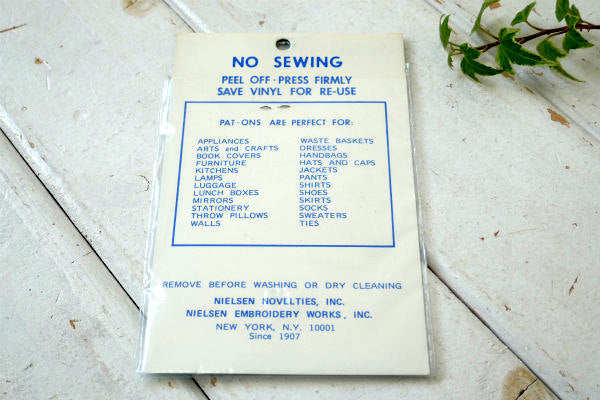 NO SEWING
PEEL OFF · PRESS FIRMLY
SAVE VINYL FOR RE-USE
PAT-ONS ARE PERFECT FOR:
APPLIANCES
ARTS and CRAFTS
BOOK COVERS
FURNITURE
KITCHENS
LAMPS
LUGGAGE
LUNCH BOXES
MIRRORS
STATIONERY
THROW PILLOWS
WALLS
WASTE BASKETS
DRESSES
HANDBAGS
HATS AND CAPS
JACKETS
PANTS
SHIRTS
SHOES
SKIRTS
SOCKS
SWEATERS
TIES
REMOVE BEFORE WASHING OR DRY CLEANING
NIELSEN NOVELTIES, INC.
NIELSEN EMBROIDERY WORKS, INC.
NEW YORK, N.Y. 10001
Since 1907